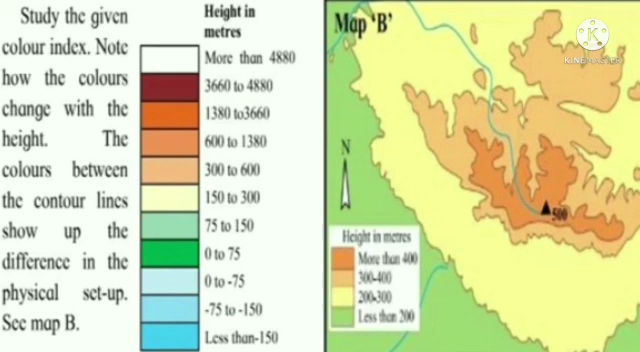 Study the given
colour index. Note
how the colours
change with the
height. The
colours between
the contour lines
show up the
difference in the
physical set-up.
See map B.
Height in
metres
More than 4880
3660 to 4880
1380 to3660
600 to 1380
300 to 600
150 to 300
75 to 150
0 to 75
0 to -75
-75 to -150
Less than-150
Map ‘B’
N
500
Height in metres
More than 400
300-400
200-300
Less than 200
K
KINEMASTER